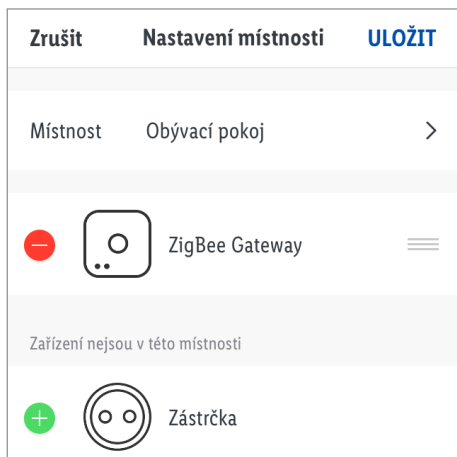 Zrušit Nastavení místnosti ULOŽIT
Místnost Obývací pokoj
ZigBee Gateway
Zařízení nejsou v této místnosti
Zástrčka